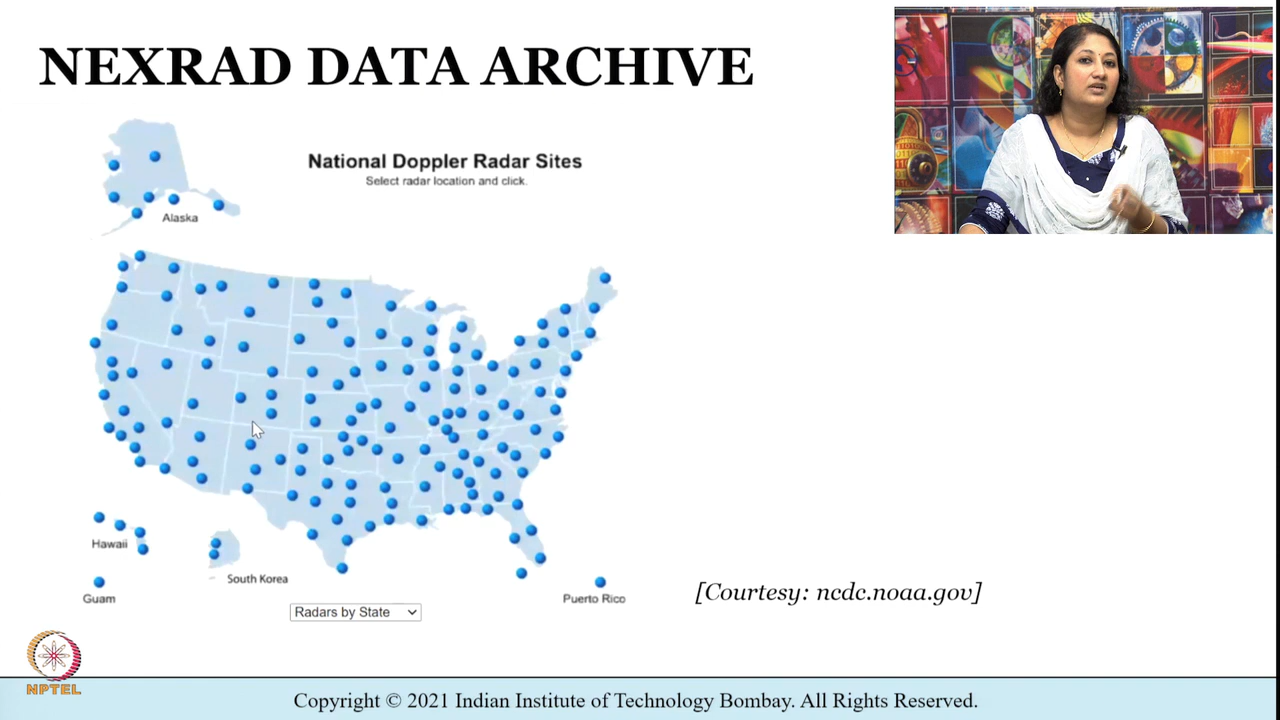 NEXRAD DATA ARCHIVE
National Doppler Radar Sites
Select radar location and click.
Alaska
Hawaii
South Korea
Guam
Puerto Rico
Radars by State
[Courtesy: ncdc.noaa.gov]
NPTEL
Copyright © 2021 Indian Institute of Technology Bombay. All Rights Reserved.